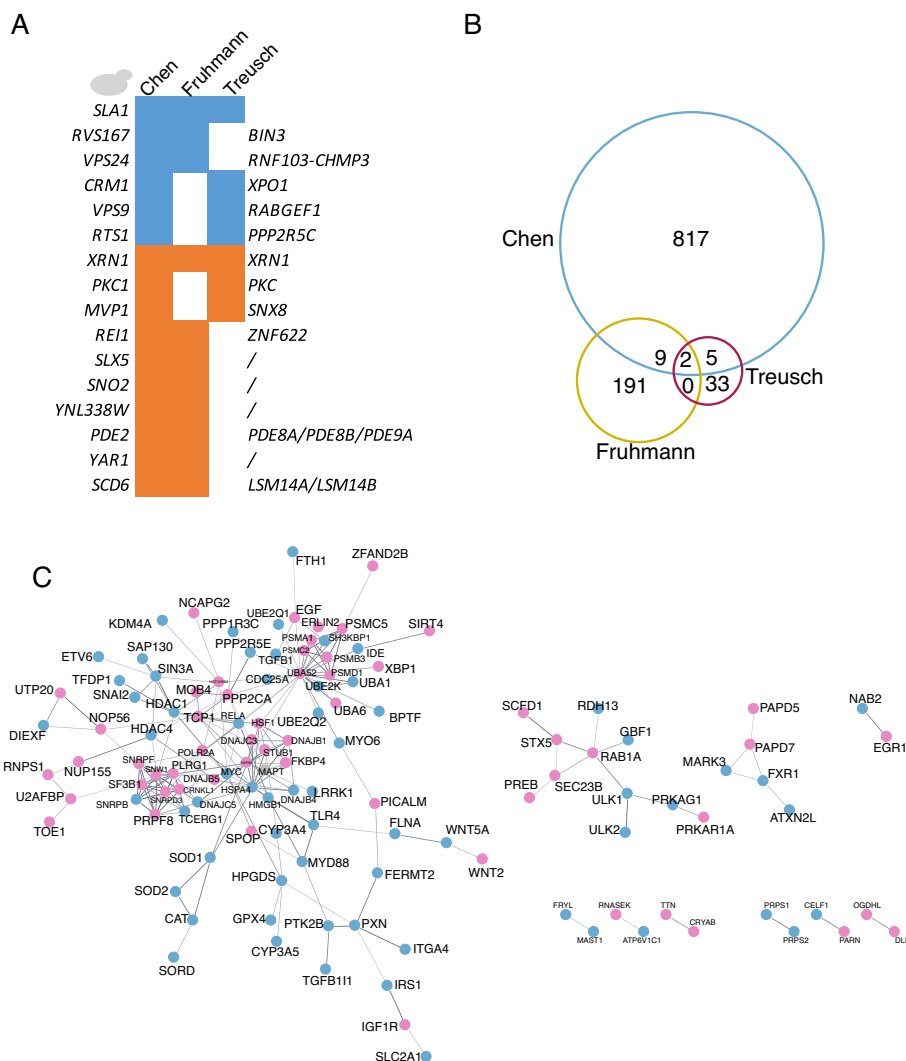 A
Chen Fruhmann Treusch
SLA1
RVS167 BIN3
VPS24 RNF103-CHMP3
CRM1 XPO1
VPS9 RABGEF1
RTS1 PPP2R5C
XRN1 XRN1
PKC1 PKC
MVP1 SNX8
REI1 ZNF622
SLX5 /
SNO2 /
YNL338W /
PDE2 PDE8A/PDE8B/PDE9A
YAR1 /
SCD6 LSM14A/LSM14B
B
Chen
817
9 2 5
191 0 33
Treusch
Fruhmann
C
FTH1
ZFAND2B
NCAPG2
KDM4A
PPP1R3C
UBE2Q1
EGF
ERLIN2
PSMC5
SIRT4
PSMA1
SH3KBP1
ETV6
SAP130
PPP2R5E
PSMC2
IDE
TGFB1
PSMB3
XBP1
TFDP1
SIN3A
CDC25A
UBA52
PSMD1
UBA1
UTP20
SNAI2
MOB4
PPP2CA
UBE2K
HDAC1
TCP1
RELA
HSF1
UBE2Q2
UBA6
BPTF
DIEXF
NOP56
HDAC4
DNAJC3
DNAJB1
MYO6
POLR2A
STUB1
RNPS1
NUP155
SNRPF
SNW1
PLRG1
FKBP4
SF3B1
CRNKL1
DNAJB5
MYC
MAPT
U2AFBP
SNRPD3
HSPA4
LRRK1
SNRPB
DNAJC5
HMGB1
DNAJB4
PICALM
TOE1
PRPF8
TCERG1
SPOP
CYP3A4
TLR4
FLNA
WNT5A
SOD1
MYD88
WNT2
SOD2
HPGDS
FERMT2
CAT
GPX4
PTK2B
PXN
CYP3A5
ITGA4
SORD
TGFB1I1
IRS1
IGF1R
SLC2A1
SCFD1
RDH13
STX5
GBF1
RAB1A
PREB
SEC23B
ULK1
PRKAG1
ULK2
PRKAR1A
PAPD5
PAPD7
MARK3
FXR1
ATXN2L
NAB2
EGR1
FRYL
RNASEK
TTN
MAST1
ATP6V1C1
CRYAB
PRPS1
CELF1
OGDHL
PRPS2
PARN